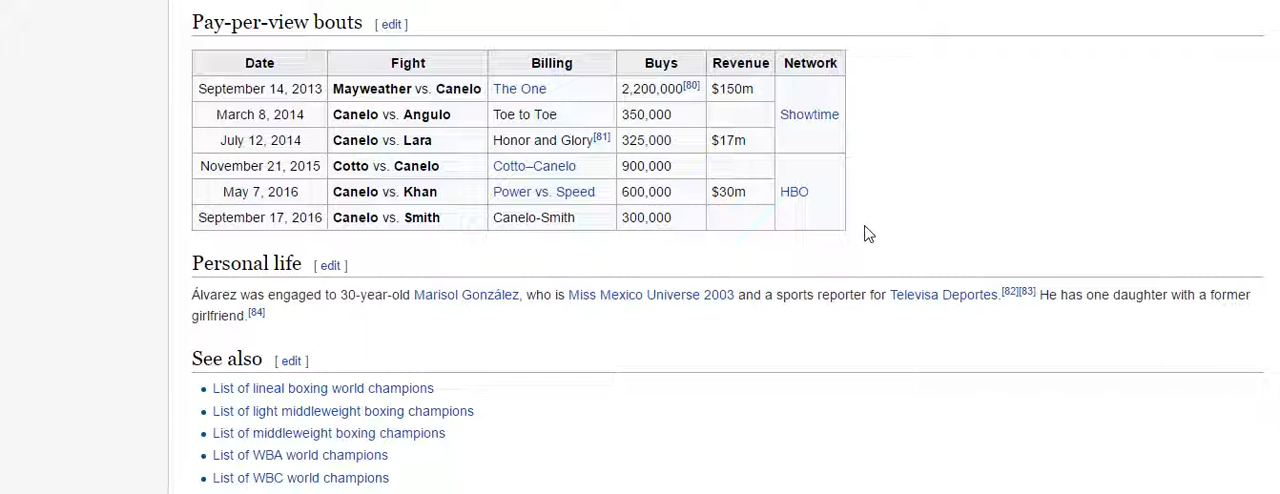 Pay-per-view bouts [ edit ]
Date Fight Billing Buys Revenue Network
September 14, 2013 Mayweather vs. Canelo The One 2,200,000[80] $150m
March 8, 2014 Canelo vs. Angulo Toe to Toe 350,000 Showtime
July 12, 2014 Canelo vs. Lara Honor and Glory[81] 325,000 $17m
November 21, 2015 Cotto vs. Canelo Cotto–Canelo 900,000
May 7, 2016 Canelo vs. Khan Power vs. Speed 600,000 $30m HBO
September 17, 2016 Canelo vs. Smith Canelo-Smith 300,000
Personal life [ edit ]
Álvarez was engaged to 30-year-old Marisol González, who is Miss Mexico Universe 2003 and a sports reporter for Televisa Deportes.[82][83] He has one daughter with a former
girlfriend.[84]
See also [ edit ]
• List of lineal boxing world champions
• List of light middleweight boxing champions
• List of middleweight boxing champions
• List of WBA world champions
• List of WBC world champions